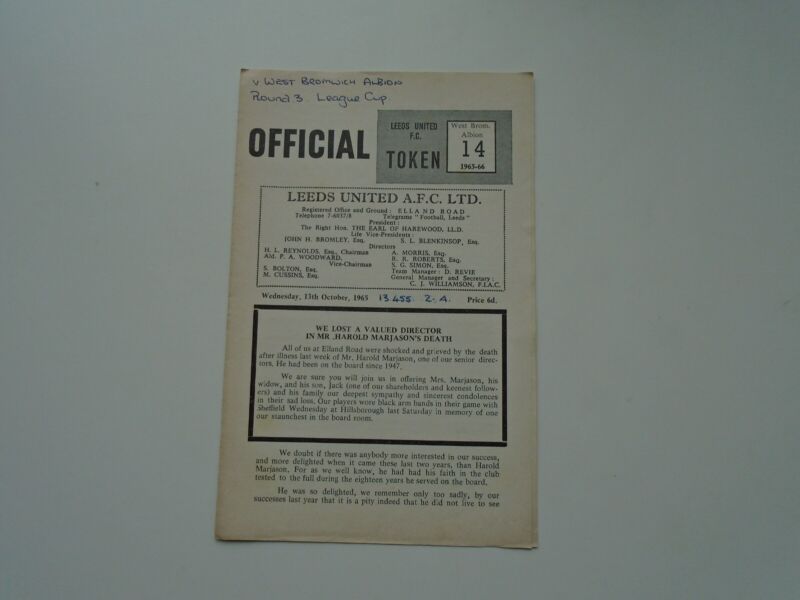 v WEST BROMWICH ALBION
Round 3 League Cup
OFFICIAL
LEEDS UNITED
F.C.
TOKEN
West Brom.
Albion
14
1965-66
LEEDS UNITED A.F.C. LTD.
Registered Office and Ground: ELLAND ROAD
Telephone 7-6037/8 Telegrams "Football, Leeds"
President:
The Right Hon. THE EARL OF HAREWOOD, LL.D.
Life Vice-Presidents:
JOHN H. BROMLEY, Esq. S. L. BLENKINSOP, Esq.
Directors
H. L. REYNOLDS, Esq., Chairman A. MORRIS, Esq.
Ald. P. A. WOODWARD, R. R. ROBERTS, Esq.
Vice-Chairman S. G. SIMON, Esq.
S. BOLTON, Esq. Team Manager: D. REVIE
M. CUSSINS, Esq. General Manager and Secretary:
C. J. WILLIAMSON, F.I.A.C.
Wednesday, 13th October, 1965 13.455 2-4. Price 6d.
WE LOST A VALUED DIRECTOR
IN MR .HAROLD MARJASON'S DEATH
All of us at Elland Road were shocked and grieved by the death
after illness last week of Mr. Harold Marjason, one of our senior direc-
tors. He had been on the board since 1947.
We are sure you will join us in offering Mrs. Marjason, his
widow, and his son, Jack (one of our shareholders and keenest follow-
ers) and his family our deepest sympathy and sincerest condolences
in their sad loss. Our players wore black arm bands in their game with
Sheffield Wednesday at Hillsborough last Saturday in memory of one
our staunchest in the board room.
We doubt if there was anybody more interested in our success,
and more delighted when it came these last two years, than Harold
Marjason. For as we well know, he had had his faith in the club
tested to the full during the eighteen years he served on the board.
He was so delighted, we remember only too sadly, by our
successes last year that it is a pity indeed that he did not live to see